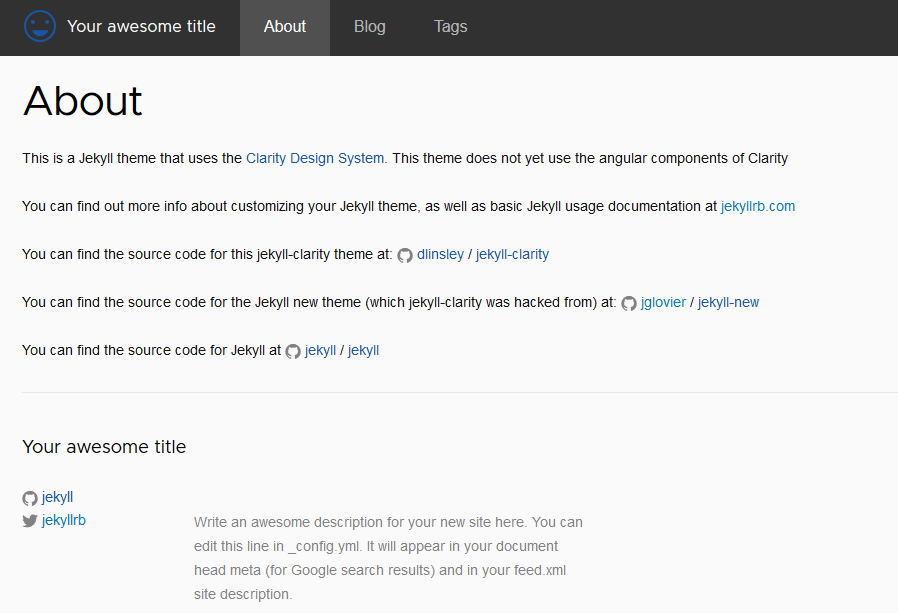 Your awesome title About Blog Tags
About
This is a Jekyll theme that uses the Clarity Design System. This theme does not yet use the angular components of Clarity
You can find out more info about customizing your Jekyll theme, as well as basic Jekyll usage documentation at jekyllrb.com
You can find the source code for this jekyll-clarity theme at: dlinsley / jekyll-clarity
You can find the source code for the Jekyll new theme (which jekyll-clarity was hacked from) at: jglovier / jekyll-new
You can find the source code for Jekyll at jekyll / jekyll
Your awesome title
jekyll
jekyllrb
Write an awesome description for your new site here. You can
edit this line in _config.yml. It will appear in your document
head meta (for Google search results) and in your feed.xml
site description.